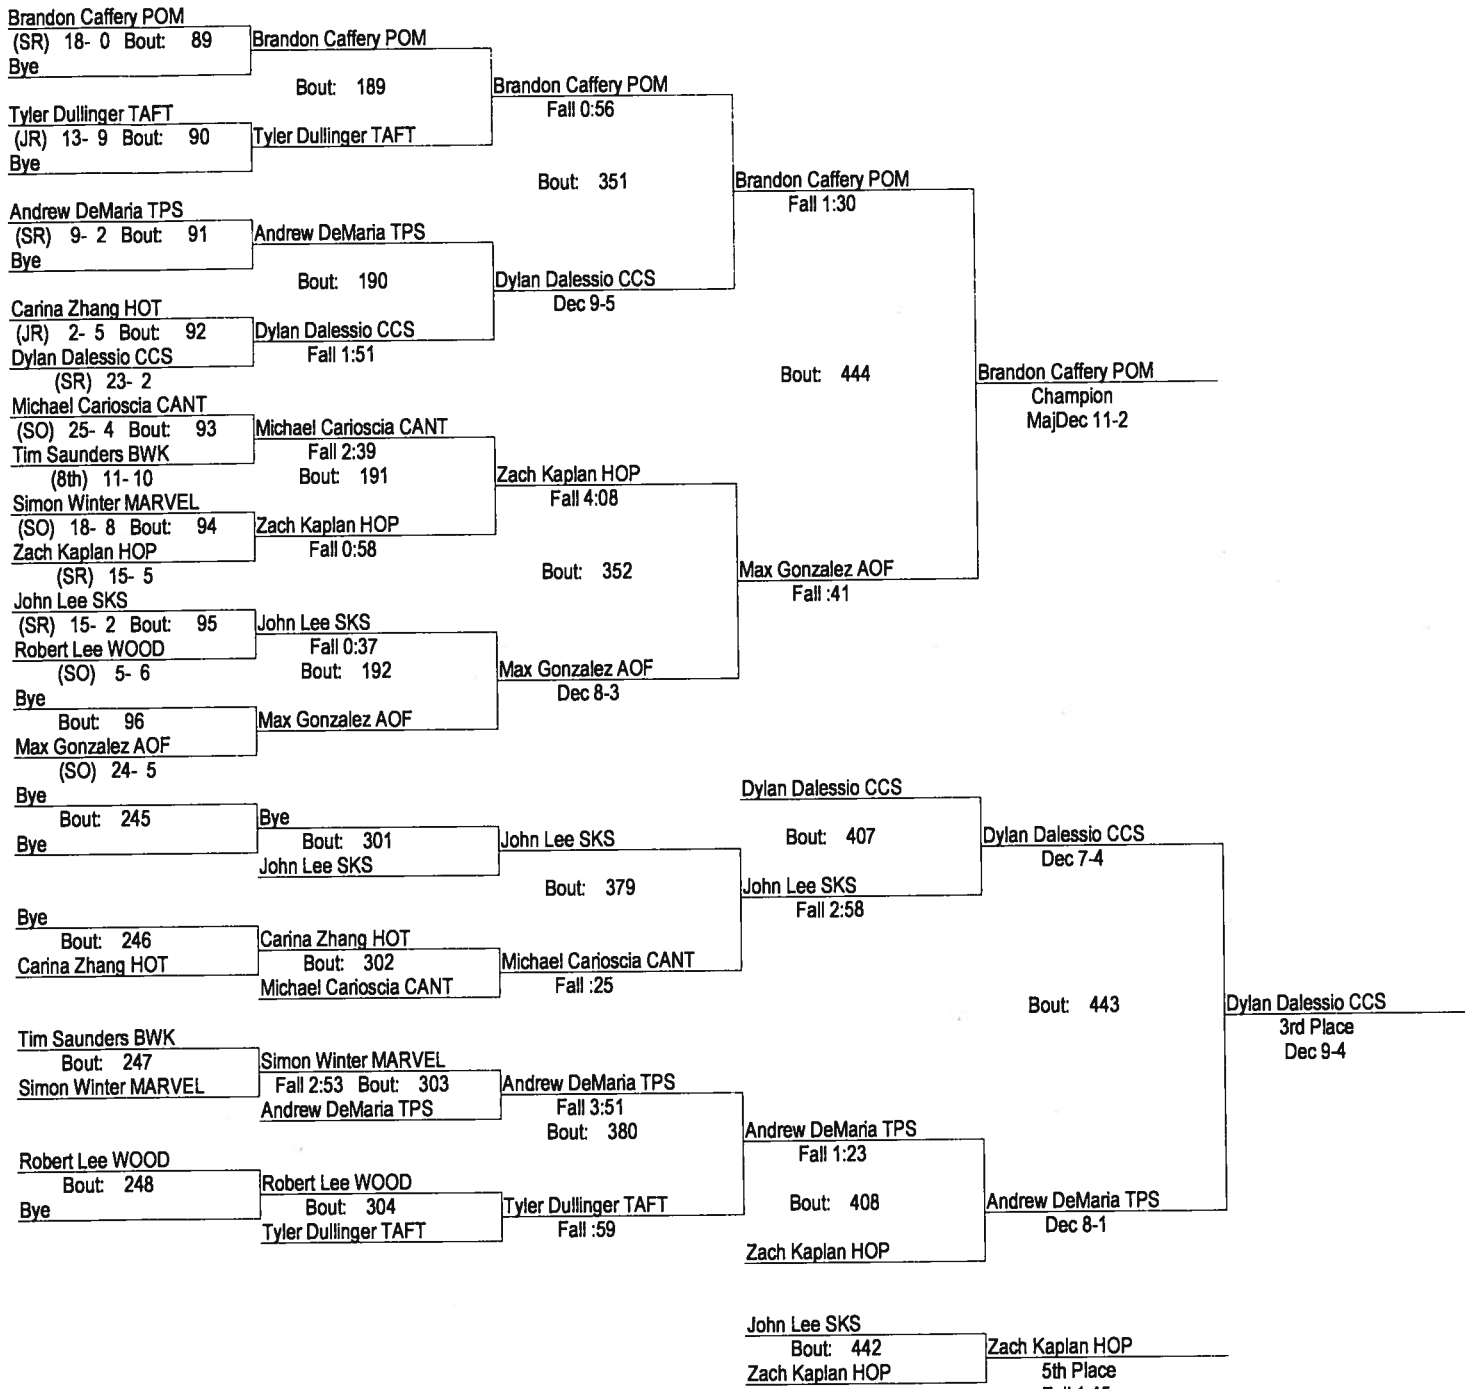 Brandon Caffery POM
(SR) 18- 0 Bout: 89
Bye
Brandon Caffery POM
Bout: 189
Tyler Dullinger TAFT
(JR) 13- 9 Bout: 90
Bye
Tyler Dullinger TAFT
Brandon Caffery POM
Fall 0:56
Bout: 351
Andrew DeMaria TPS
(SR) 9- 2 Bout: 91
Bye
Andrew DeMaria TPS
Bout: 190
Carina Zhang HOT
(JR) 2- 5 Bout: 92
Dylan Dalessio CCS
(SR) 23- 2
Dylan Dalessio CCS
Fall 1:51
Dylan Dalessio CCS
Dec 9-5
Brandon Caffery POM
Fall 1:30
Bout: 444
Michael Carioscia CANT
(SO) 25- 4 Bout: 93
Tim Saunders BWK
(8th) 11- 10
Michael Carioscia CANT
Fall 2:39
Bout: 191
Simon Winter MARVEL
(SO) 18- 8 Bout: 94
Zach Kaplan HOP
(SR) 15- 5
Zach Kaplan HOP
Fall 0:58
Zach Kaplan HOP
Fall 4:08
Bout: 352
John Lee SKS
(SR) 15- 2 Bout: 95
Robert Lee WOOD
(SO) 5- 6
John Lee SKS
Fall 0:37
Bout: 192
Bye
Bout: 96
Max Gonzalez AOF
(SO) 24- 5
Max Gonzalez AOF
Max Gonzalez AOF
Dec 8-3
Max Gonzalez AOF
Fall :41
Brandon Caffery POM
Champion
MajDec 11-2
Bye
Bout: 245
Bye
Bye
Bout: 301
John Lee SKS
John Lee SKS
Bout: 379
Bye
Bout: 246
Carina Zhang HOT
Carina Zhang HOT
Bout: 302
Michael Carioscia CANT
Michael Carioscia CANT
Fall :25
Dylan Dalessio CCS
Bout: 407
John Lee SKS
Fall 2:58
Dylan Dalessio CCS
Dec 7-4
Bout: 443
Tim Saunders BWK
Bout: 247
Simon Winter MARVEL
Simon Winter MARVEL
Fall 2:53 Bout: 303
Andrew DeMaria TPS
Andrew DeMaria TPS
Fall 3:51
Bout: 380
Robert Lee WOOD
Bout: 248
Bye
Robert Lee WOOD
Bout: 304
Tyler Dullinger TAFT
Tyler Dullinger TAFT
Fall :59
Andrew DeMaria TPS
Fall 1:23
Bout: 408
Zach Kaplan HOP
Andrew DeMaria TPS
Dec 8-1
Dylan Dalessio CCS
3rd Place
Dec 9-4
John Lee SKS
Bout: 442
Zach Kaplan HOP
Zach Kaplan HOP
5th Place